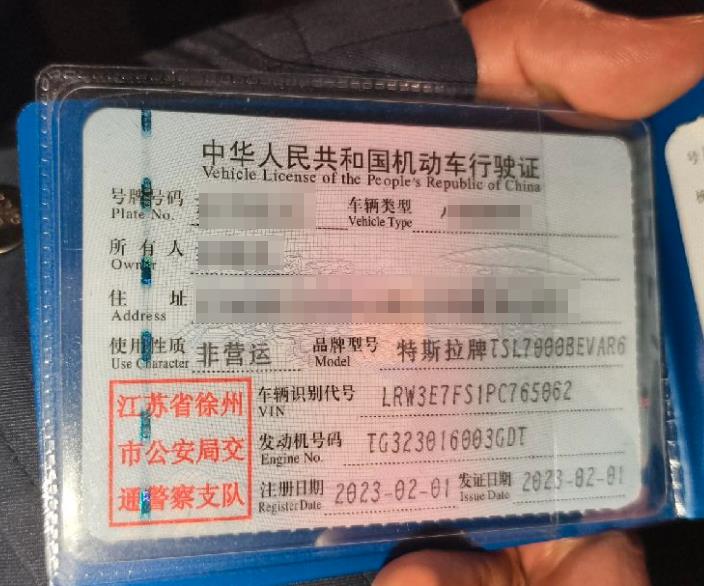 中华人民共和国机动车行驶证
Vehicle License of the People's Republic of China
号牌号码 车辆类型
Plate No. Vehicle Type
所有人
Owner
住址
Address
使用性质 非营运 品牌型号 特斯拉牌TSL7000BEVAR6
Use Character Model
江苏省徐州
市公安局交
通警察支队
车辆识别代号 LRW3E7FS1PC765062
VIN
发动机号码 TG323016003GDT
Engine No.
注册日期 2023-02-01 发证日期 2023-02-01
Register Date Issue Date